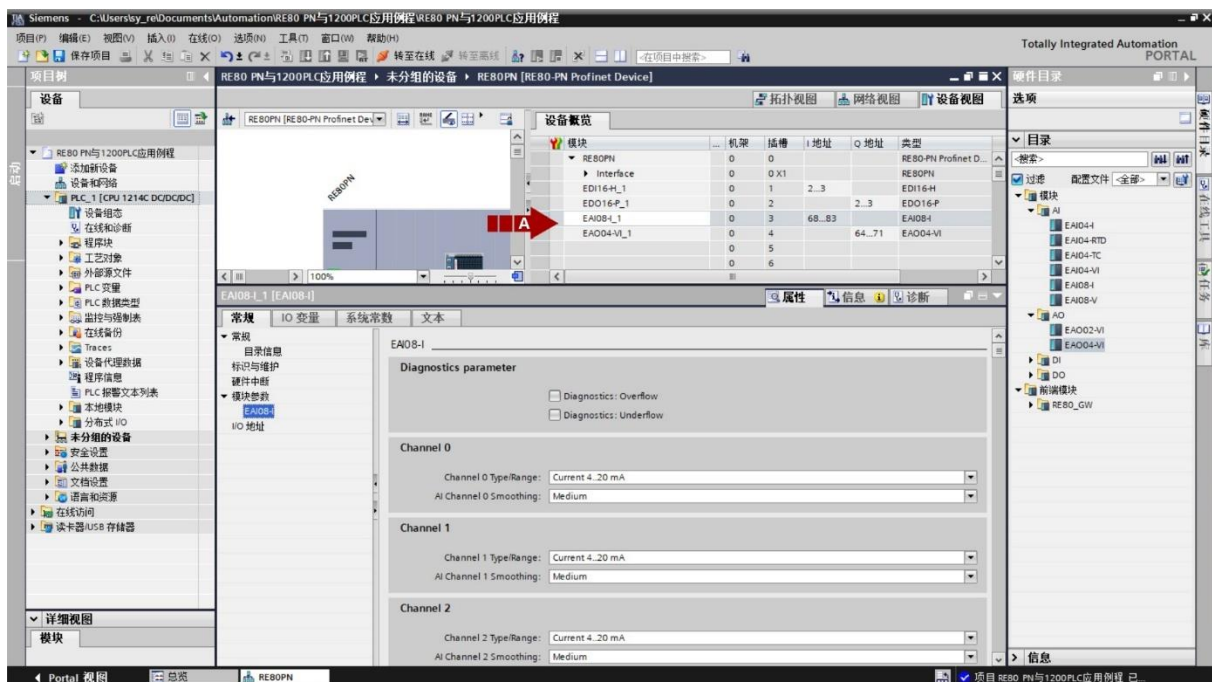 Siemens - C:\Users\sy_re\Documents\Automation\RE80 PN与1200PLC应用例程\RE80 PN与1200PLC应用例程
项目(P) 编辑(E) 视图(V) 插入(I) 在线(O) 选项(N) 工具(T) 窗口(W) 帮助(H)
Totally Integrated Automation
PORTAL
保存项目 转至在线 转至离线 <在项目中搜索>
项目树
RE80 PN与1200PLC应用例程 ▸ 未分组的设备 ▸ RE80PN [RE80-PN Profinet Device]
硬件目录
设备
拓扑视图 网络视图 设备视图
选项
RE80PN [RE80-PN Profinet Dev
设备概览
RE80 PN与1200PLC应用例程
添加新设备
设备和网络
PLC_1 [CPU 1214C DC/DC/DC]
设备组态
在线和诊断
程序块
工艺对象
外部源文件
PLC 变量
PLC 数据类型
监控与强制表
在线备份
Traces
设备代理数据
程序信息
PLC 报警文本列表
本地模块
分布式 I/O
未分组的设备
安全设置
公共数据
文档设置
语言和资源
在线访问
读卡器/USB 存储器
详细视图
模块
RE80PN
100%
A
模块 ... 机架 插槽 I 地址 Q 地址 类型
RE80PN 0 0 RE80-PN Profinet D...
Interface 0 0 X1 RE80PN
EDI16-H_1 0 1 2...3 EDI16-H
EDO16-P_1 0 2 2...3 EDO16-P
EAI08-I_1 0 3 68...83 EAI08-I
EAO04-VI_1 0 4 64...71 EAO04-VI
0 5
0 6
EAI08-I_1 [EAI08-I]
属性 信息 诊断
常规 IO 变量 系统常数 文本
常规
目录信息
标识与维护
硬件中断
模块参数
EAI08-I
I/O 地址
EAI08-I
Diagnostics parameter
Diagnostics: Overflow
Diagnostics: Underflow
Channel 0
Channel 0 Type/Range: Current 4..20 mA
AI Channel 0 Smoothing: Medium
Channel 1
Channel 1 Type/Range: Current 4..20 mA
AI Channel 1 Smoothing: Medium
Channel 2
Channel 2 Type/Range: Current 4..20 mA
AI Channel 2 Smoothing: Medium
目录
<搜索>
过滤 配置文件 <全部>
模块
AI
EAI04-I
EAI04-RTD
EAI04-TC
EAI04-VI
EAI08-I
EAI08-V
AO
EAO02-VI
EAO04-VI
DI
DO
前端模块
RE80_GW
信息
硬件目录
在线工具
任务
库
Portal 视图 总览 RE80PN
项目 RE80 PN与1200PLC应用例程 已...